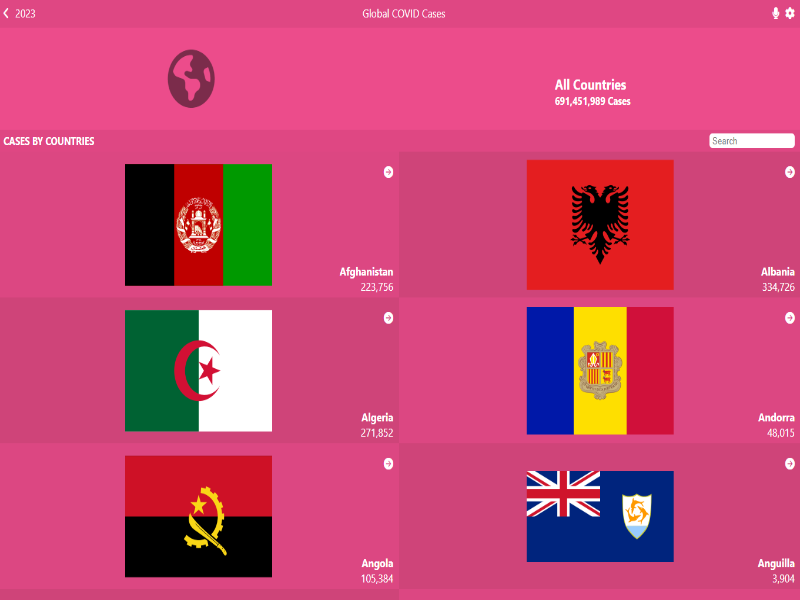 2023
Global COVID Cases
All Countries
691,451,989 Cases
CASES BY COUNTRIES
Search
Afghanistan
223,756
Albania
334,726
Algeria
271,852
Andorra
48,015
Angola
105,384
Anguilla
3,904